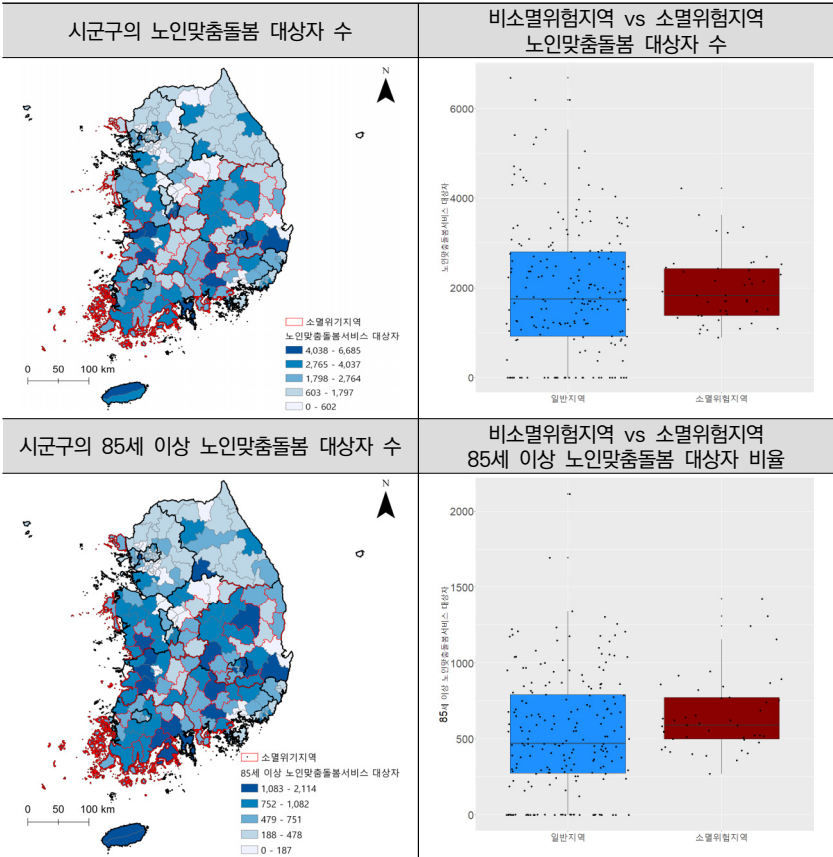 시군구의 노인맞춤돌봄 대상자 수
비소멸위험지역 vs 소멸위험지역
노인맞춤돌봄 대상자 수
N
소멸위기지역
노인맞춤돌봄서비스 대상자
4,038 - 6,685
2,765 - 4,037
1,798 - 2,764
603 - 1,797
0 - 602
0 50 100 km
노인맞춤돌봄서비스 대상자
6000
4000
2000
0
일반지역
소멸위험지역
시군구의 85세 이상 노인맞춤돌봄 대상자 수
비소멸위험지역 vs 소멸위험지역
85세 이상 노인맞춤돌봄 대상자 비율
N
소멸위기지역
85세 이상 노인맞춤돌봄서비스 대상자
1,083 - 2,114
752 - 1,082
479 - 751
188 - 478
0 - 187
0 50 100 km
85세 이상 노인맞춤돌봄서비스 대상자
2000
1500
1000
500
0
일반지역
소멸위험지역